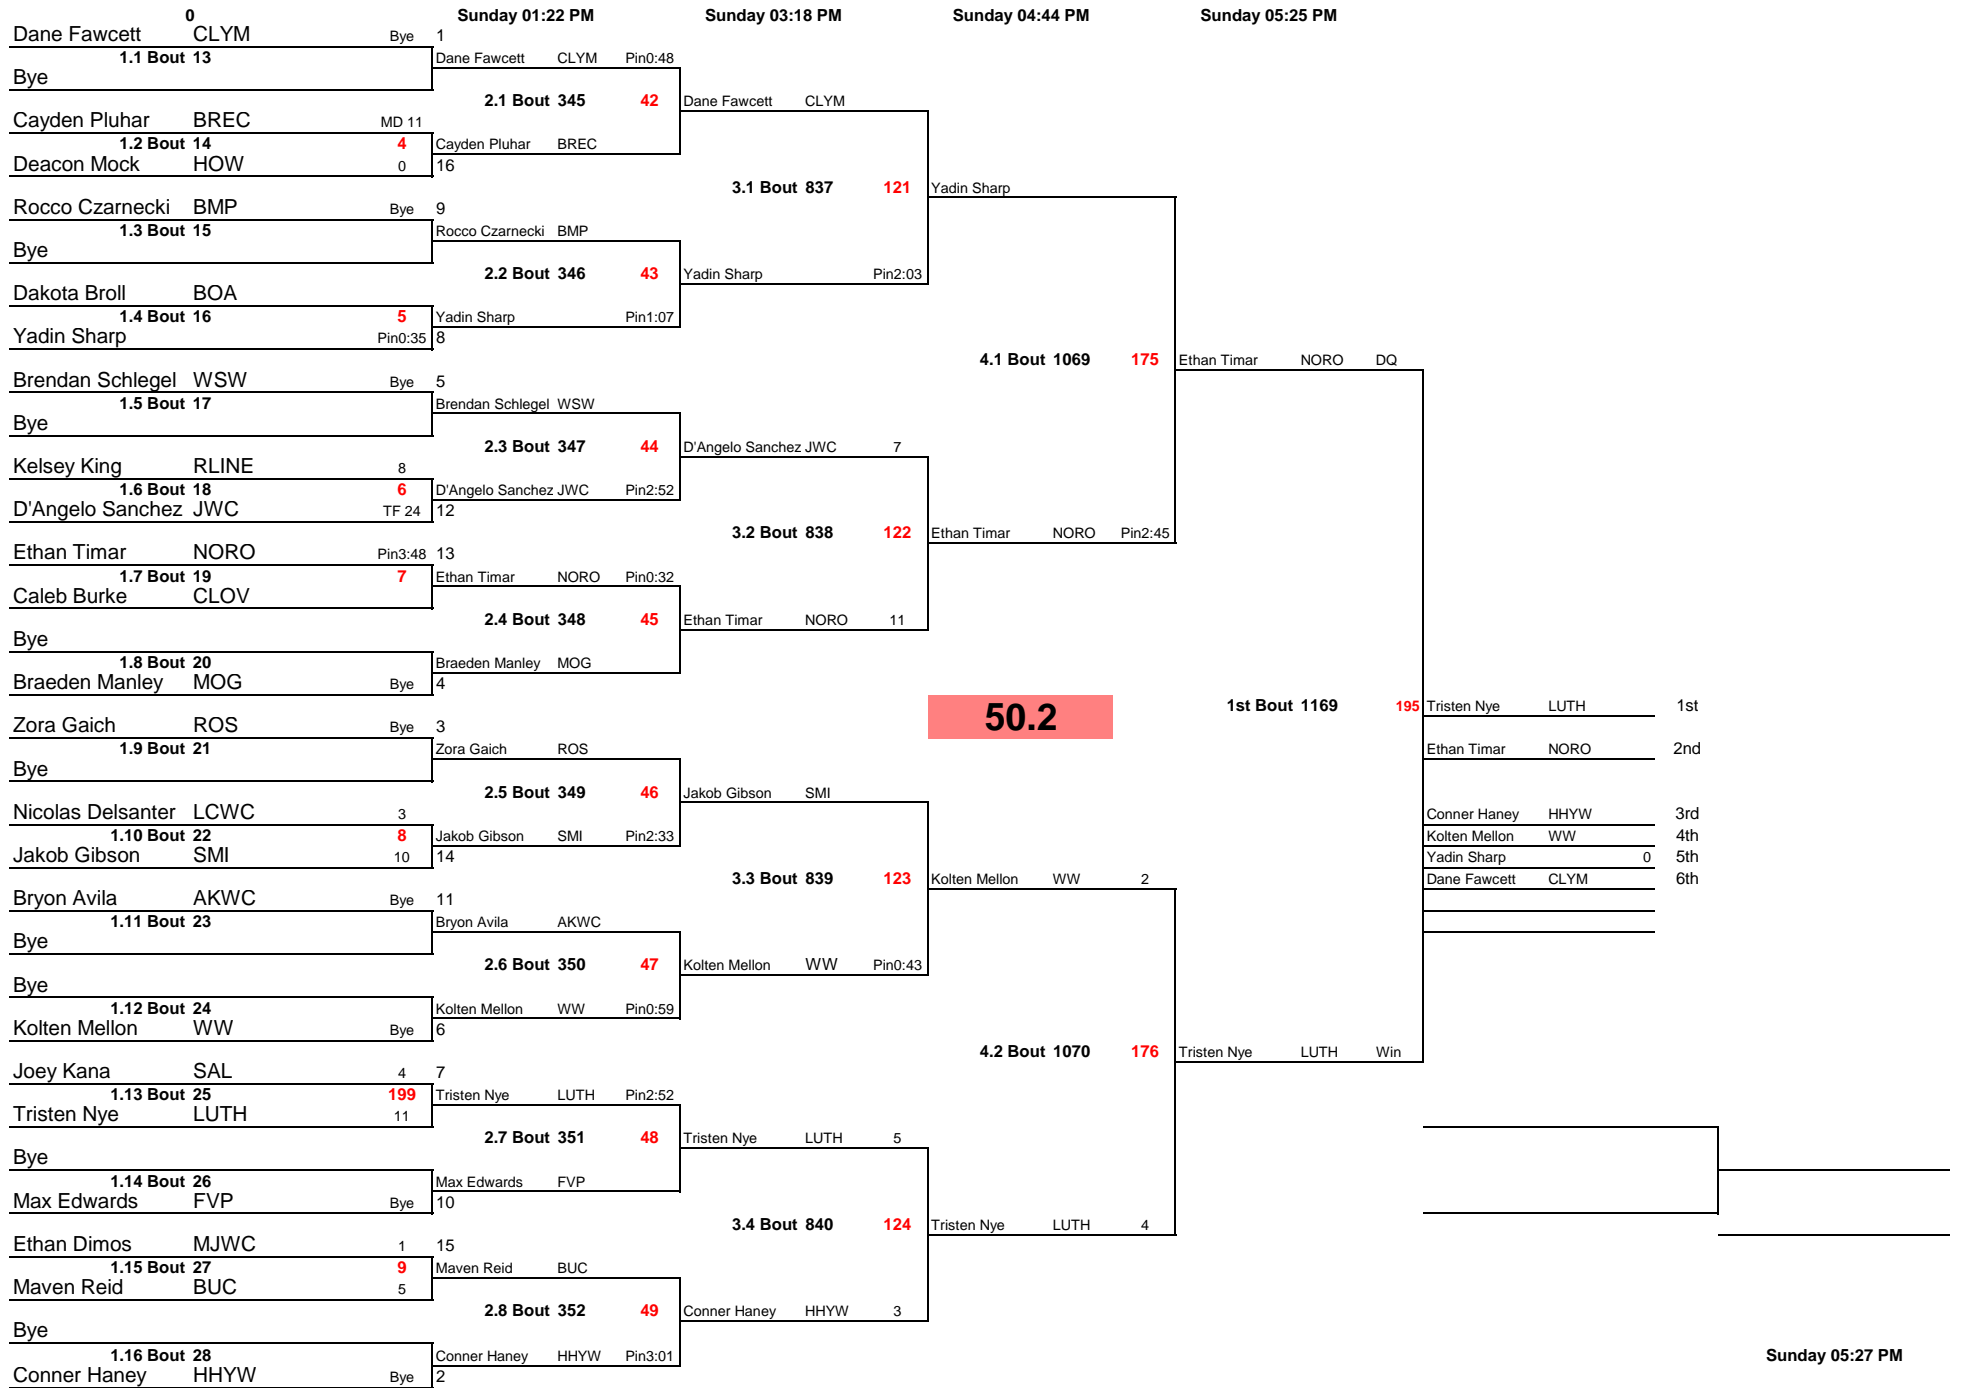 0 Sunday 01:22 PM Sunday 03:18 PM Sunday 04:44 PM Sunday 05:25 PM
Dane Fawcett CLYM Bye 1
1.1 Bout 13
Dane Fawcett CLYM Pin0:48
Bye
2.1 Bout 345 42 Dane Fawcett CLYM
Cayden Pluhar BREC MD 11
1.2 Bout 14 4 Cayden Pluhar BREC
Deacon Mock HOW 0 16
3.1 Bout 837 121 Yadin Sharp
Rocco Czarnecki BMP Bye 9
1.3 Bout 15 Rocco Czarnecki BMP
Bye
2.2 Bout 346 43 Yadin Sharp Pin2:03
Dakota Broll BOA
1.4 Bout 16 5 Yadin Sharp Pin1:07
Yadin Sharp Pin0:35 8
4.1 Bout 1069 175 Ethan Timar NORO DQ
Brendan Schlegel WSW Bye 5
1.5 Bout 17 Brendan Schlegel WSW
Bye
2.3 Bout 347 44 D'Angelo Sanchez JWC 7
Kelsey King RLINE 8
1.6 Bout 18 6 D'Angelo Sanchez JWC Pin2:52
D'Angelo Sanchez JWC TF 24 12
3.2 Bout 838 122 Ethan Timar NORO Pin2:45
Ethan Timar NORO Pin3:48 13
1.7 Bout 19 7 Ethan Timar NORO Pin0:32
Caleb Burke CLOV
2.4 Bout 348 45 Ethan Timar NORO 11
Bye
1.8 Bout 20 Braeden Manley MOG
Braeden Manley MOG Bye 4
50.2 1st Bout 1169 195 Tristen Nye LUTH 1st
Zora Gaich ROS Bye 3
1.9 Bout 21 Zora Gaich ROS Ethan Timar NORO 2nd
Bye
2.5 Bout 349 46 Jakob Gibson SMI
Nicolas Delsanter LCWC 3 Conner Haney HHYW 3rd
1.10 Bout 22 8 Jakob Gibson SMI Pin2:33 Kolten Mellon WW 4th
Jakob Gibson SMI 10 14 Yadin Sharp 0 5th
3.3 Bout 839 123 Kolten Mellon WW 2 Dane Fawcett CLYM 6th
Bryon Avila AKWC Bye 11
1.11 Bout 23 Bryon Avila AKWC
Bye
2.6 Bout 350 47 Kolten Mellon WW Pin0:43
Bye
1.12 Bout 24 Kolten Mellon WW Pin0:59
Kolten Mellon WW Bye 6
4.2 Bout 1070 176 Tristen Nye LUTH Win
Joey Kana SAL 4 7
1.13 Bout 25 199 Tristen Nye LUTH Pin2:52
Tristen Nye LUTH 11
2.7 Bout 351 48 Tristen Nye LUTH 5
Bye
1.14 Bout 26 Max Edwards FVP
Max Edwards FVP Bye 10
3.4 Bout 840 124 Tristen Nye LUTH 4
Ethan Dimos MJWC 1 15
1.15 Bout 27 9 Maven Reid BUC
Maven Reid BUC 5
2.8 Bout 352 49 Conner Haney HHYW 3
Bye
1.16 Bout 28 Conner Haney HHYW Pin3:01 Sunday 05:27 PM
Conner Haney HHYW Bye 2